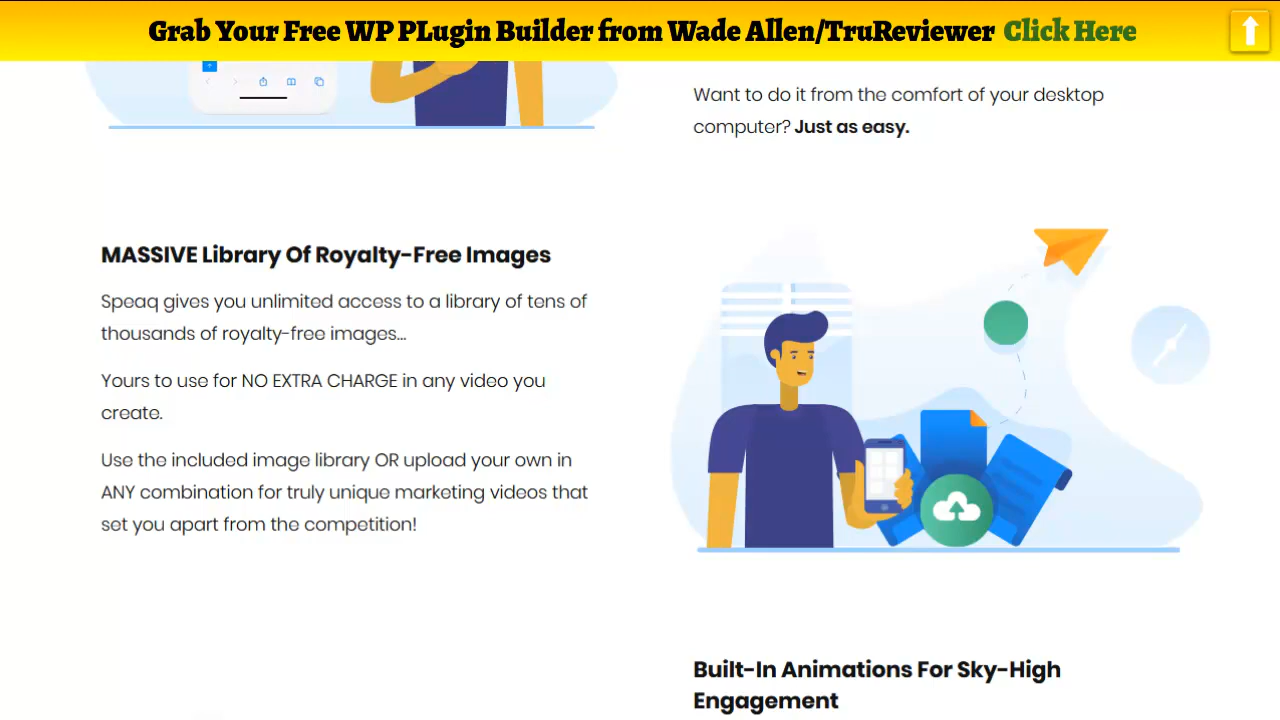 Grab Your Free WP PLugin Builder from Wade Allen/TruReviewer Click Here
Want to do it from the comfort of your desktop
computer? Just as easy.
MASSIVE Library Of Royalty-Free Images
Speaq gives you unlimited access to a library of tens of
thousands of royalty-free images...
Yours to use for NO EXTRA CHARGE in any video you
create.
Use the included image library OR upload your own in
ANY combination for truly unique marketing videos that
set you apart from the competition!
Built-In Animations For Sky-High
Engagement